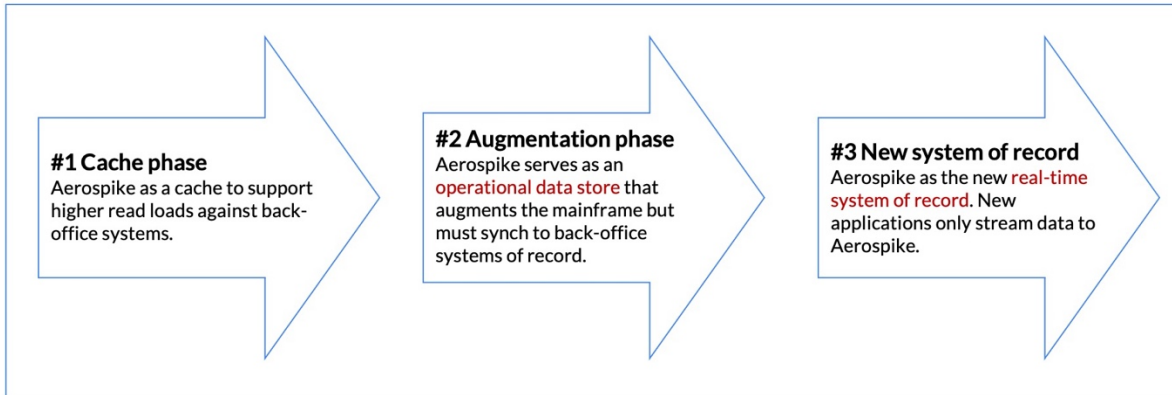 #1 Cache phase
Aerospike as a cache to support
higher read loads against back-
office systems.
#2 Augmentation phase
Aerospike serves as an
operational data store that
augments the mainframe but
must synch to back-office
systems of record.
#3 New system of record
Aerospike as the new real-time
system of record. New
applications only stream data to
Aerospike.